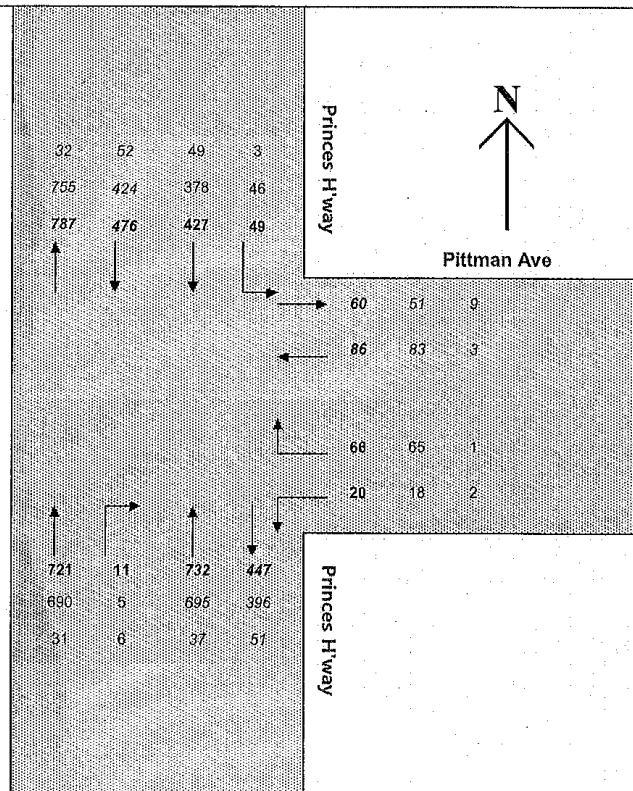 N
Pittman Ave
Princes H'way
32 52 49 3
755 424 378 46
787 476 427 49
60 51 9
86 83 3
66 65 1
20 18 2
721 11 732 447
690 5 695 396
31 6 37 51
Princes H'way